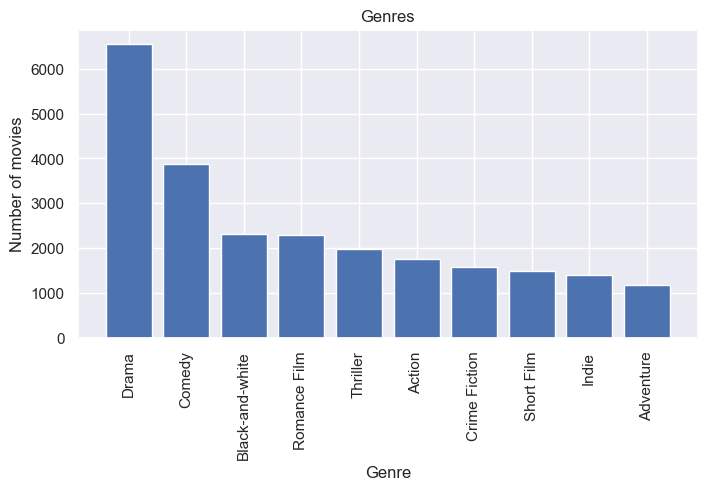 Genres
Number of movies
6000
5000
4000
3000
2000
1000
0
Drama
Comedy
Black-and-white
Romance Film
Thriller
Action
Crime Fiction
Short Film
Indie
Adventure
Genre